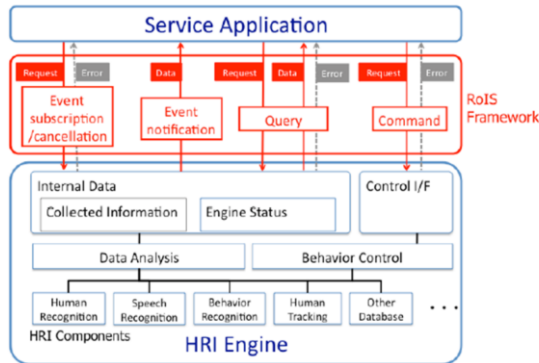 Service Application
Request
Error
Data
Request
Data
Error
Request
Error
Event
subscription
/cancellation
Event
notification
Query
Command
RoIS
Framework
Internal Data
Control I/F
Collected Information
Engine Status
Data Analysis
Behavior Control
Human
Recognition
Speech
Recognition
Behavior
Recognition
Human
Tracking
Other
Database
...
HRI Components
HRI Engine